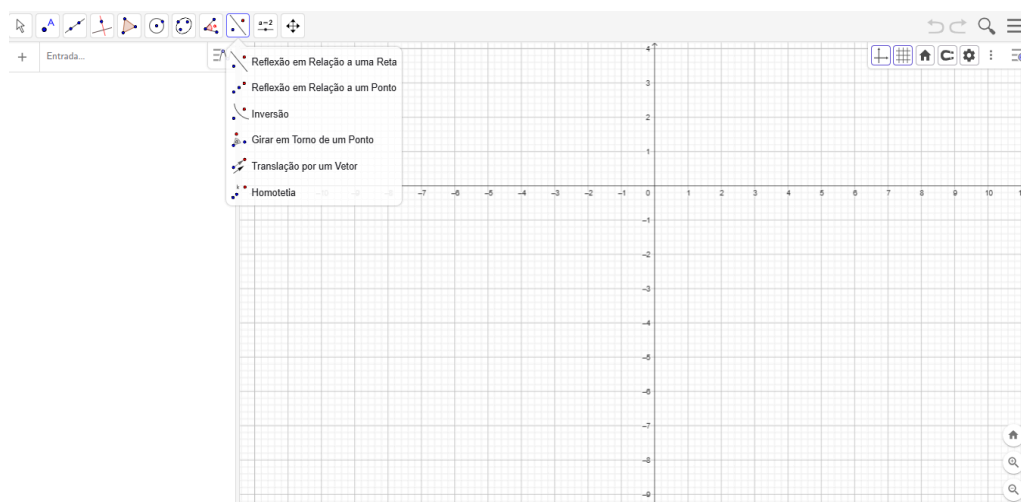 A
a=2
+ Entrada...
Reflexão em Relação a uma Reta
Reflexão em Relação a um Ponto
Inversão
Girar em Torno de um Ponto
Translação por um Vetor
Homotetia
4
3
2
1
–7 –6 –5 –4 –3 –2 –1 0 1 2 3 4 5 6 7 8 9 10
–1
–2
–3
–4
–5
–6
–7
–8
–9